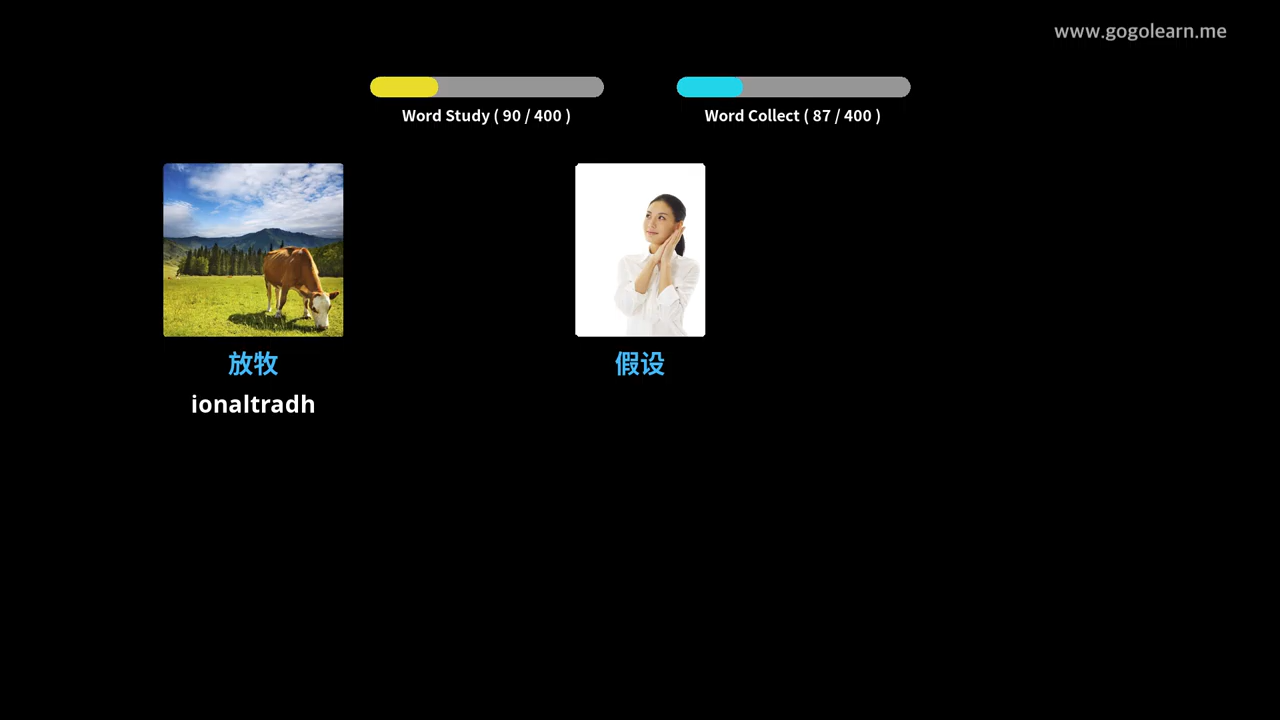 www.gogolearn.me
Word Study ( 90 / 400 )
Word Collect ( 87 / 400 )
放牧
假设
ionaltradh